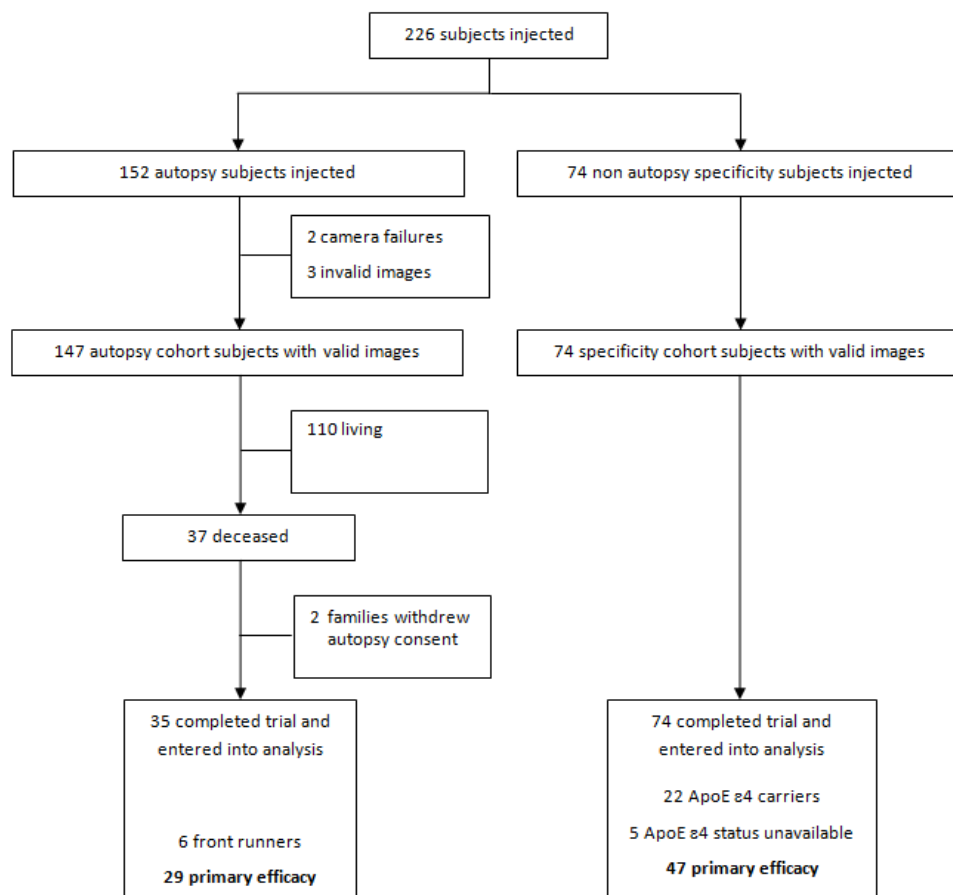 226 subjects injected
152 autopsy subjects injected
74 non autopsy specificity subjects injected
2 camera failures
3 invalid images
147 autopsy cohort subjects with valid images
74 specificity cohort subjects with valid images
110 living
37 deceased
2 families withdrew
autopsy consent
35 completed trial and
entered into analysis
6 front runners
29 primary efficacy
74 completed trial and
entered into analysis
22 ApoE ε4 carriers
5 ApoE ε4 status unavailable
47 primary efficacy